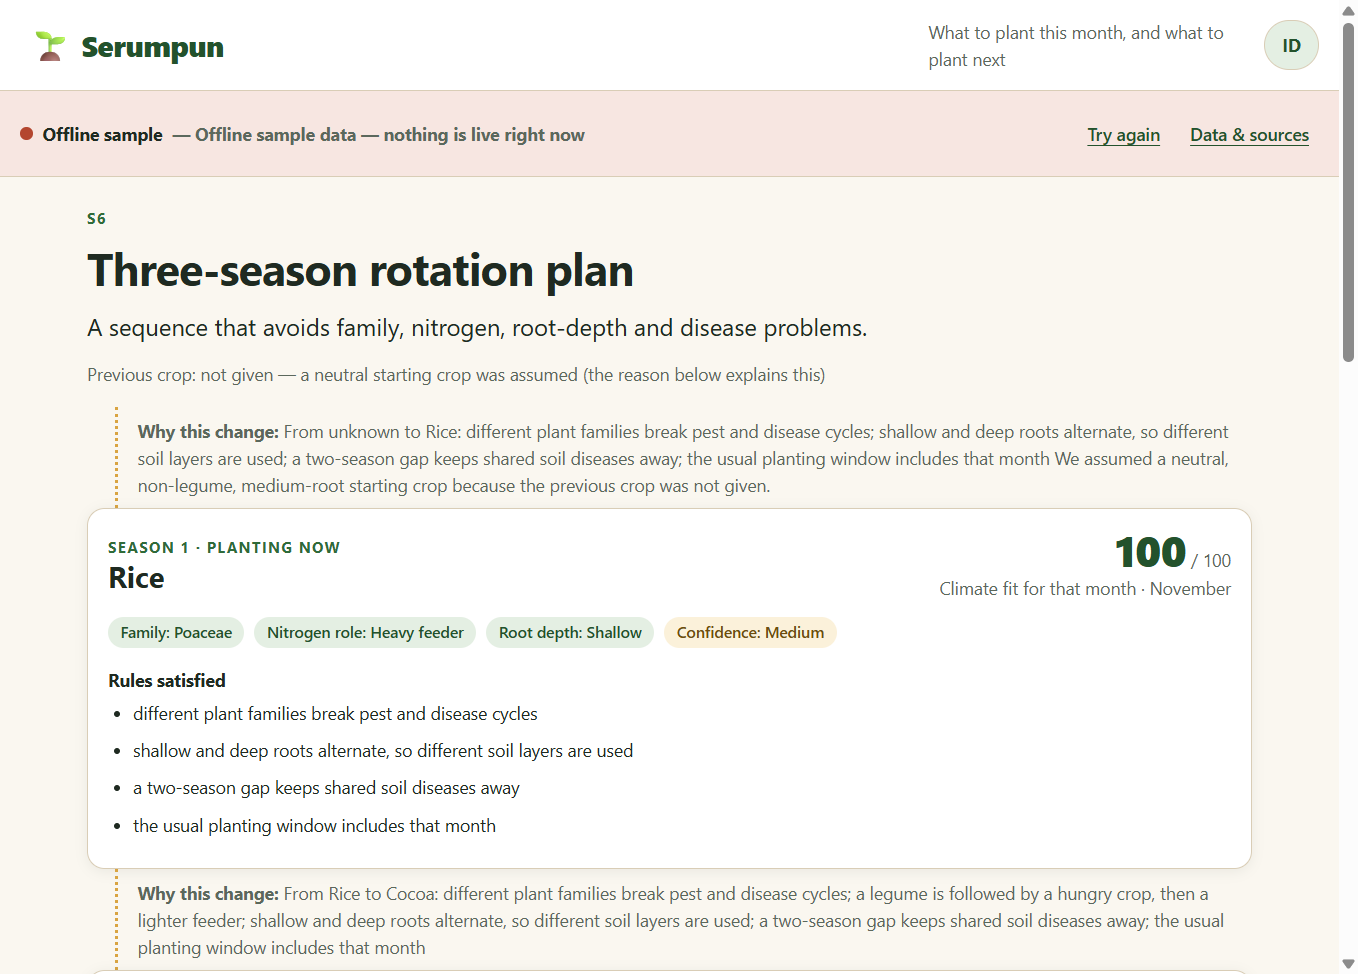 Serumpun
What to plant this month, and what to
plant next
ID
Offline sample — Offline sample data — nothing is live right now
Try again
Data & sources
S6
Three-season rotation plan
A sequence that avoids family, nitrogen, root-depth and disease problems.
Previous crop: not given — a neutral starting crop was assumed (the reason below explains this)
Why this change: From unknown to Rice: different plant families break pest and disease cycles; shallow and deep roots alternate, so different
soil layers are used; a two-season gap keeps shared soil diseases away; the usual planting window includes that month We assumed a neutral,
non-legume, medium-root starting crop because the previous crop was not given.
SEASON 1 · PLANTING NOW
Rice
100 / 100
Climate fit for that month · November
Family: Poaceae
Nitrogen role: Heavy feeder
Root depth: Shallow
Confidence: Medium
Rules satisfied
• different plant families break pest and disease cycles
• shallow and deep roots alternate, so different soil layers are used
• a two-season gap keeps shared soil diseases away
• the usual planting window includes that month
Why this change: From Rice to Cocoa: different plant families break pest and disease cycles; a legume is followed by a hungry crop, then a
lighter feeder; shallow and deep roots alternate, so different soil layers are used; a two-season gap keeps shared soil diseases away; the usual
planting window includes that month